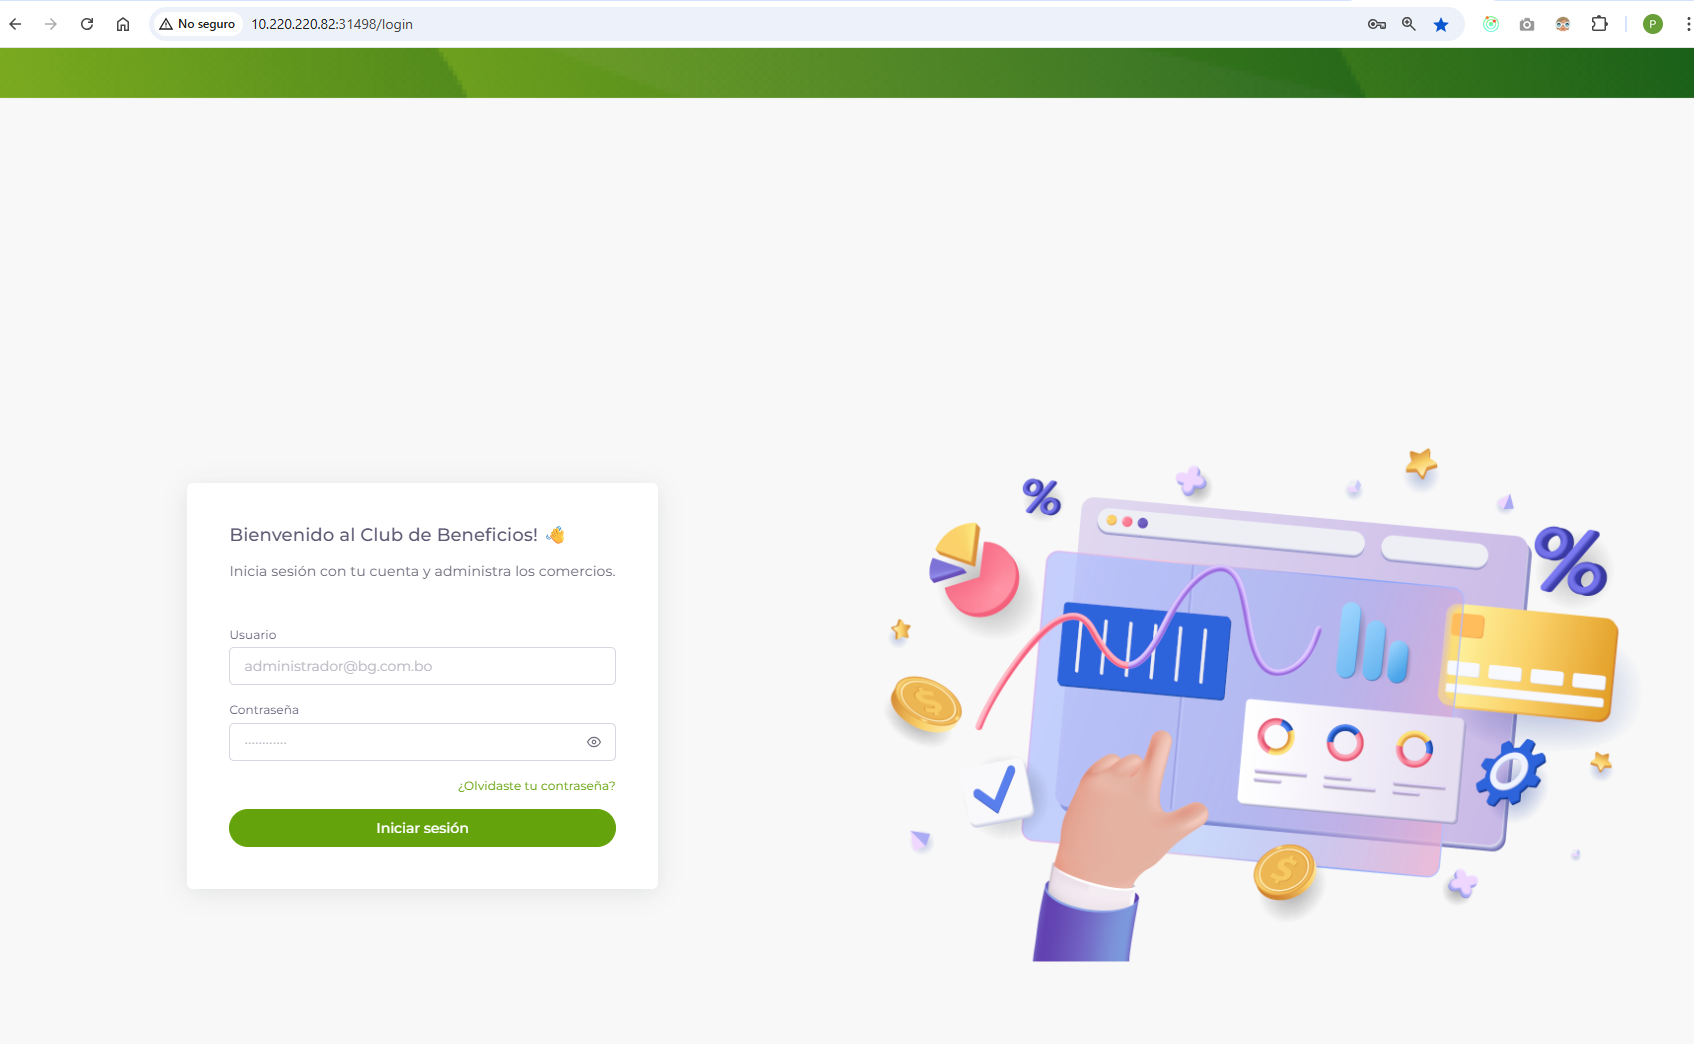 No seguro
10.220.220.82:31498/login
P
Bienvenido al Club de Beneficios! 👋
Inicia sesión con tu cuenta y administra los comercios.
Usuario
administrador@bg.com.bo
Contraseña
············
¿Olvidaste tu contraseña?
Iniciar sesión
%
%
$
$